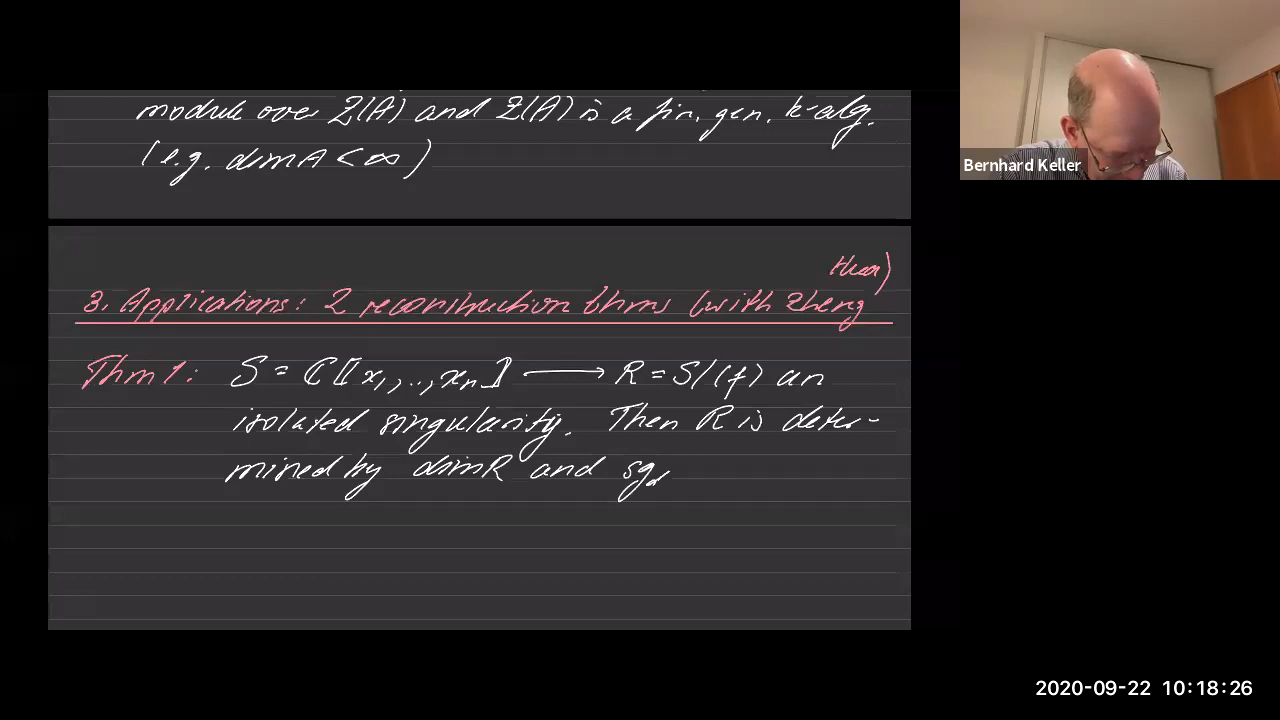 module over Z(A) and Z(A) is a fin. gen. k-alg.
(e.g. dim A < ∞)
Hua)
3. Applications: 2 reconstruction thms (with Zheng
Thm 1: S = ℂ[[x₁,..,xₙ]] ⟶ R = S/(f) an
isolated singularity. Then R is deter-
mined by dim R and sg
Bernhard Keller
2020-09-22 10:18:26